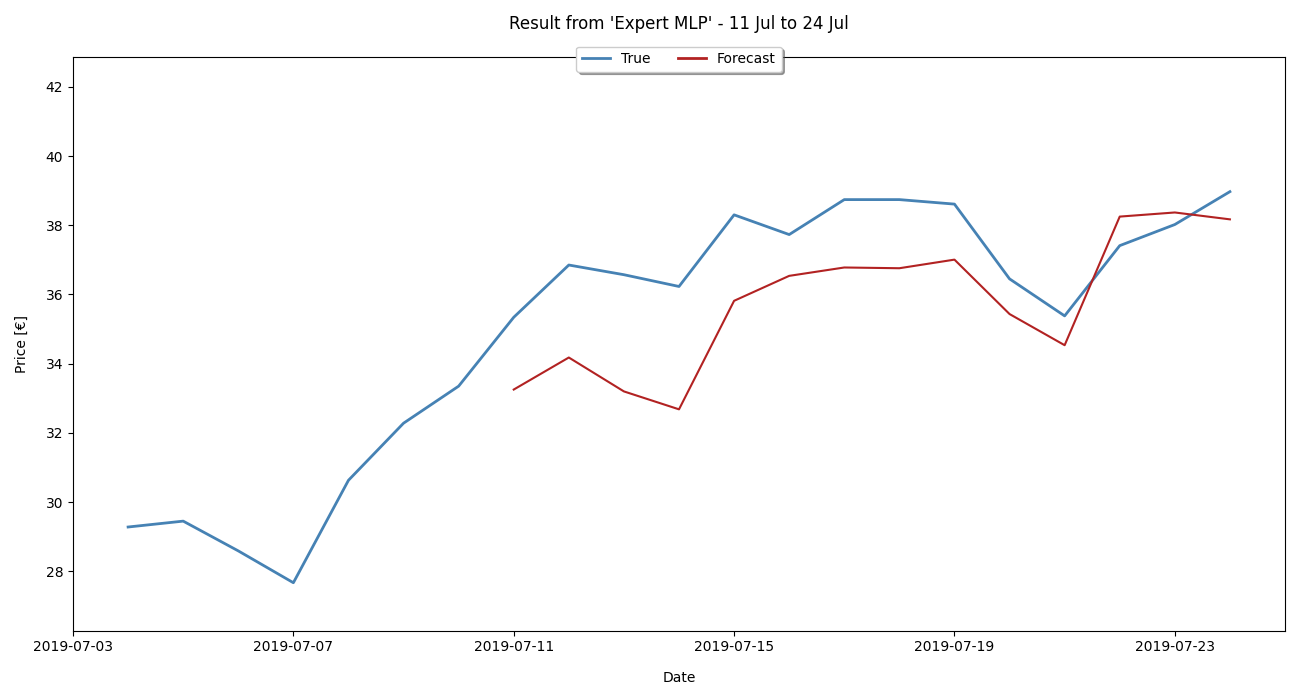 Result from 'Expert MLP' - 11 Jul to 24 Jul
True Forecast
42
40
38
36
34
32
30
28
Price [€]
2019-07-03 2019-07-07 2019-07-11 2019-07-15 2019-07-19 2019-07-23
Date